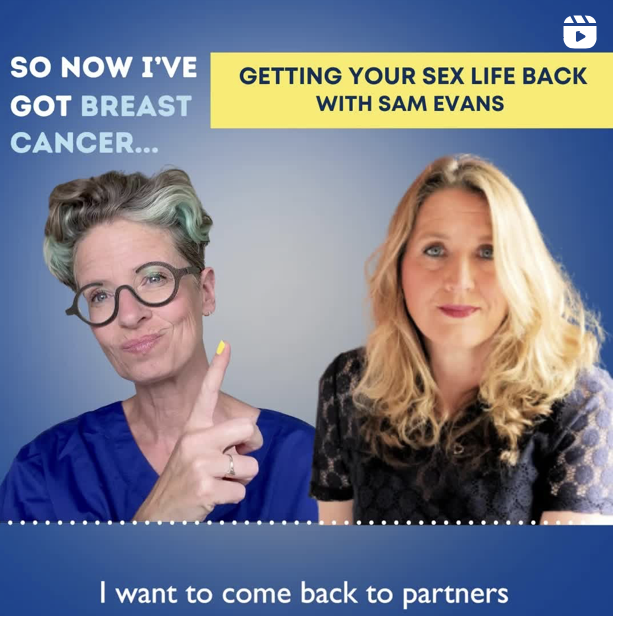 SO NOW I'VE
GOT BREAST
CANCER...
GETTING YOUR SEX LIFE BACK
WITH SAM EVANS
I want to come back to partners